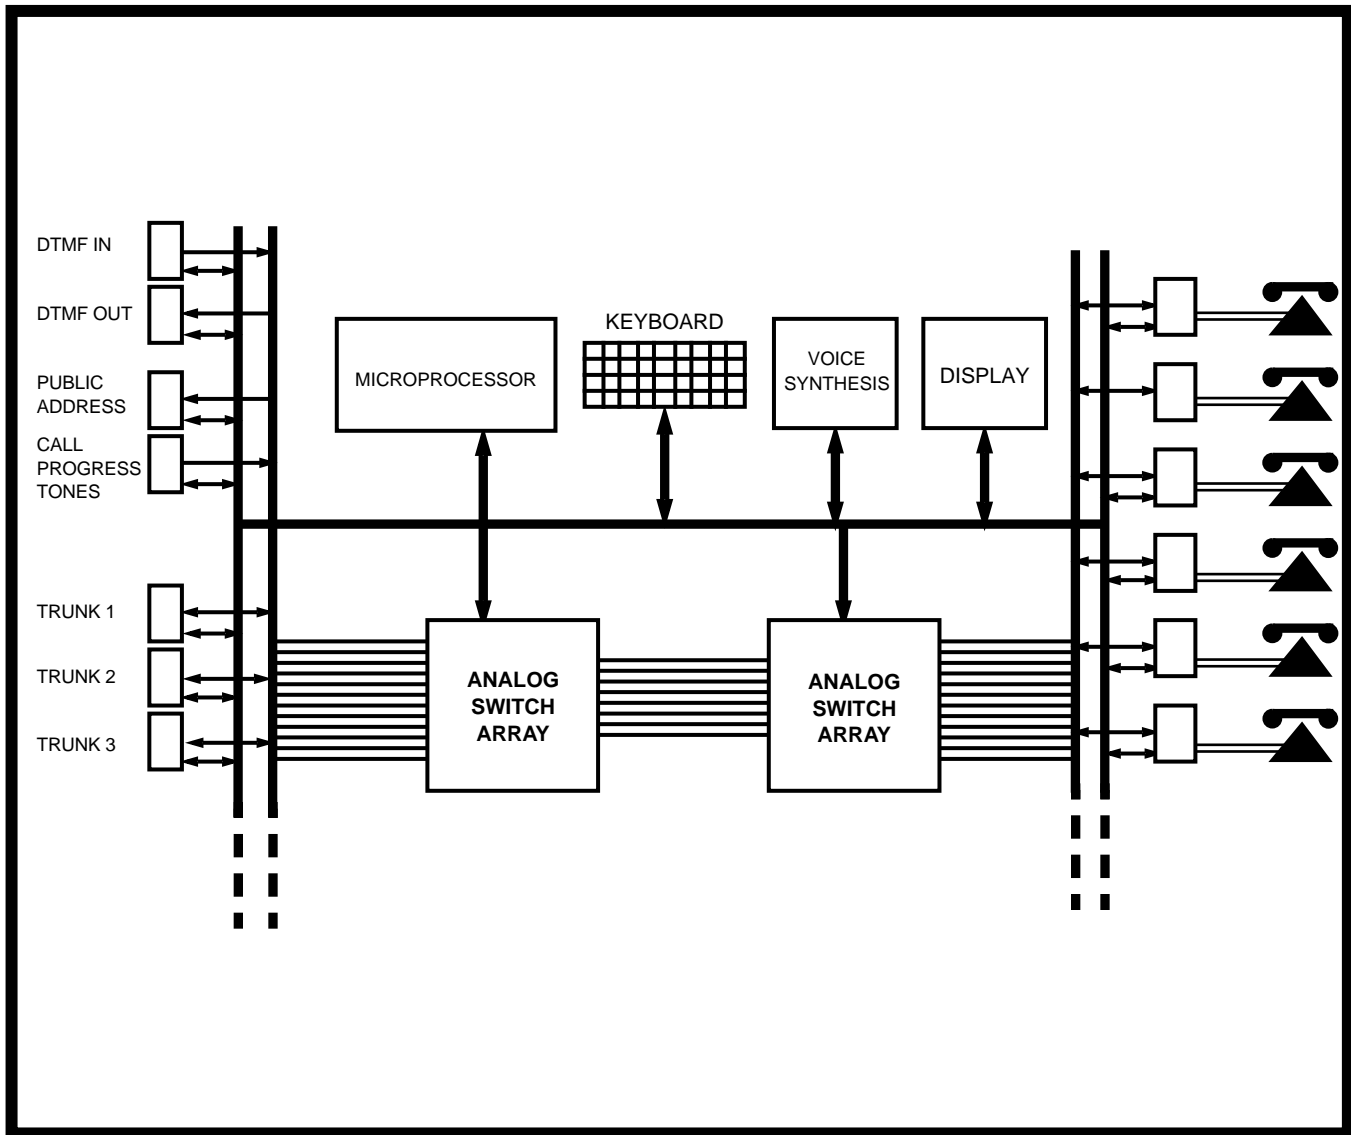 DTMF IN
DTMF OUT
PUBLIC
ADDRESS
CALL
PROGRESS
TONES
TRUNK 1
TRUNK 2
TRUNK 3
MICROPROCESSOR
KEYBOARD
VOICE
SYNTHESIS
DISPLAY
ANALOG
SWITCH
ARRAY
ANALOG
SWITCH
ARRAY